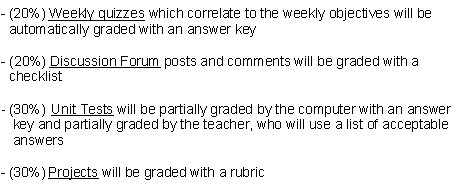 - (20%) Weekly quizzes which correlate to the weekly objectives will be
automatically graded with an answer key
- (20%) Discussion Forum posts and comments will be graded with a
checklist
- (30%) Unit Tests will be partially graded by the computer with an answer
key and partially graded by the teacher, who will use a list of acceptable
answers
- (30%) Projects will be graded with a rubric